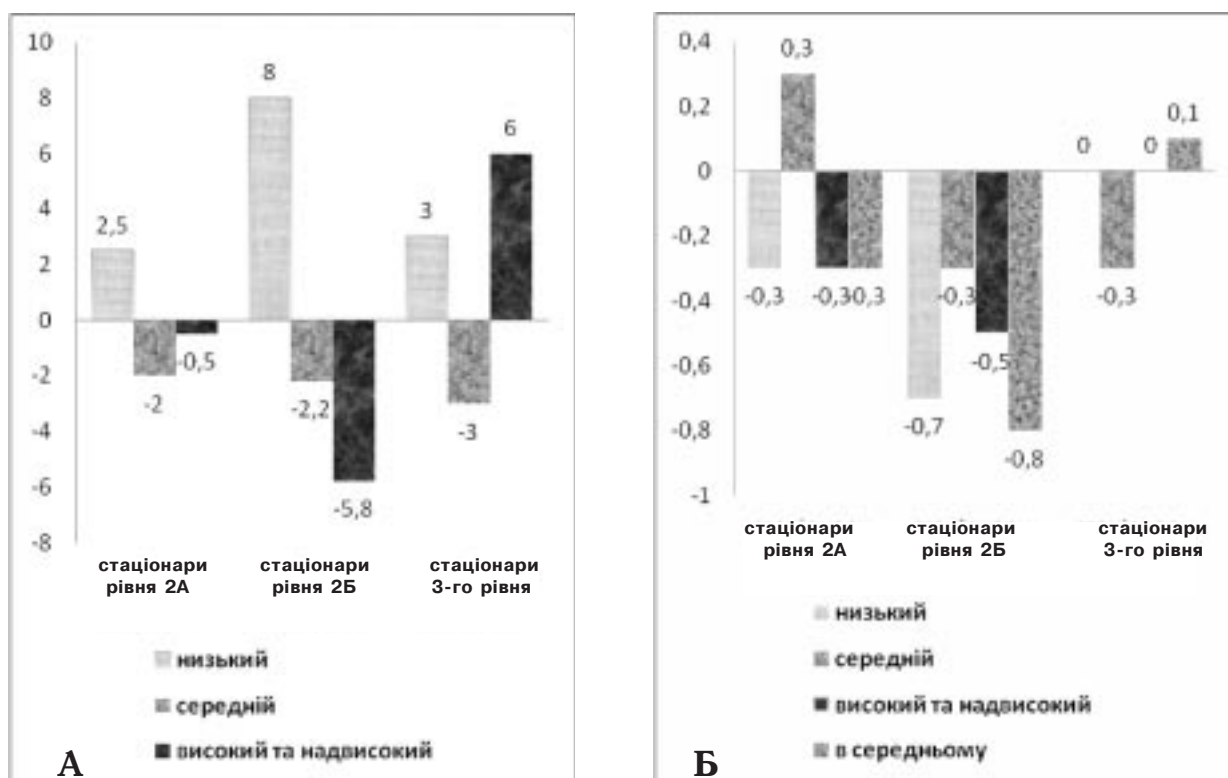 10
8
6
4
2
0
-2
-4
-6
-8
2,5
-2
-0,5
8
-2,2
-5,8
3
-3
6
стаціонари
рівня 2А
стаціонари
рівня 2Б
стаціонари
3-го рівня
низький
середній
високий та надвисокий
А
0,4
0,2
0
-0,2
-0,4
-0,6
-0,8
-1
-0,3
0,3
-0,3
-0,3
-0,7
-0,3
-0,5
-0,8
0
-0,3
0
0,1
стаціонари
рівня 2А
стаціонари
рівня 2Б
стаціонари
3-го рівня
низький
середній
високий та надвисокий
в середньому
Б